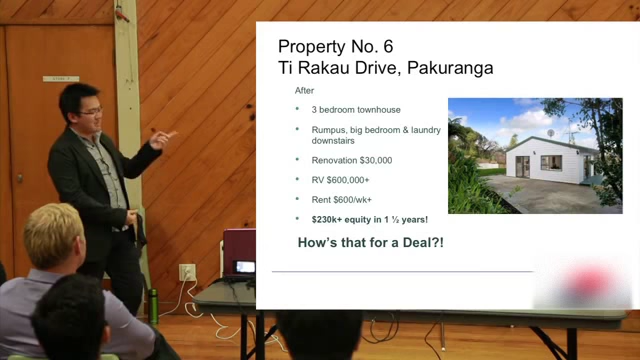 Property No. 6
Ti Rakau Drive, Pakuranga
After
• 3 bedroom townhouse
• Rumpus, big bedroom & laundry
downstairs
• Renovation $30,000
• RV $600,000+
• Rent $600/wk+
• $230k+ equity in 1 ½ years!
How's that for a Deal?!